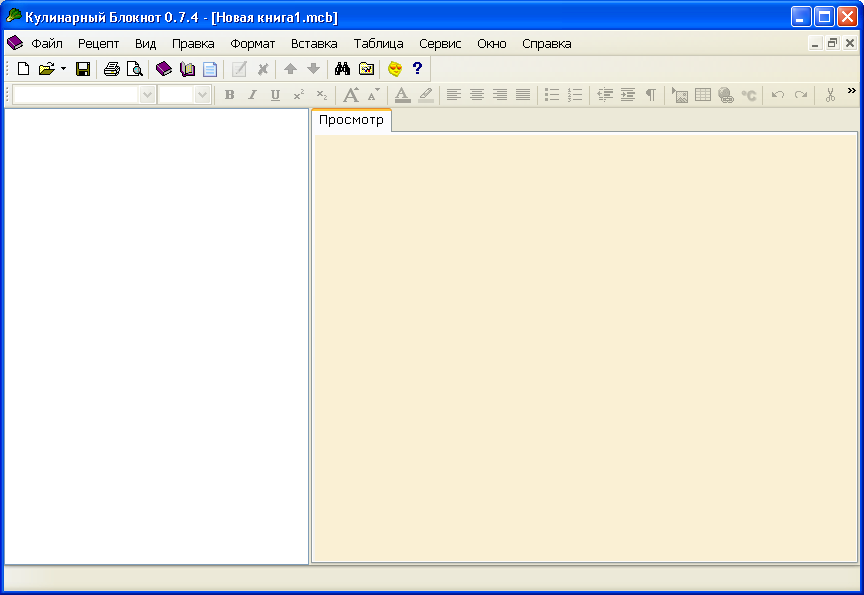 Кулинарный Блокнот 0.7.4 - [Новая книга1.mcb]
Файл Рецепт Вид Правка Формат Вставка Таблица Сервис Окно Справка
Просмотр